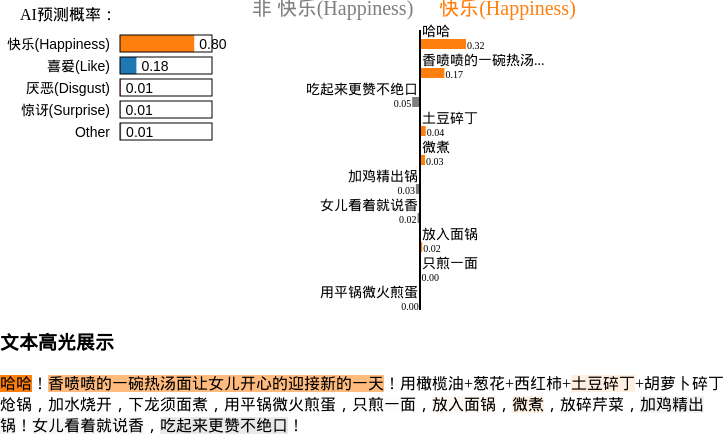 AI预测概率：
快乐(Happiness) 0.80
喜爱(Like) 0.18
厌恶(Disgust) 0.01
惊讶(Surprise) 0.01
Other 0.01
非 快乐(Happiness) 快乐(Happiness)
哈哈
0.32
香喷喷的一碗热汤...
0.17
吃起来更赞不绝口
0.05
土豆碎丁
0.04
微煮
0.03
加鸡精出锅
0.03
女儿看着就说香
0.02
放入面锅
0.02
只煎一面
0.00
用平锅微火煎蛋
0.00
文本高光展示
哈哈！香喷喷的一碗热汤面让女儿开心的迎接新的一天！用橄榄油+葱花+西红柿+土豆碎丁+胡萝卜碎丁
炝锅，加水烧开，下龙须面煮，用平锅微火煎蛋，只煎一面，放入面锅，微煮，放碎芹菜，加鸡精出
锅！女儿看着就说香，吃起来更赞不绝口！